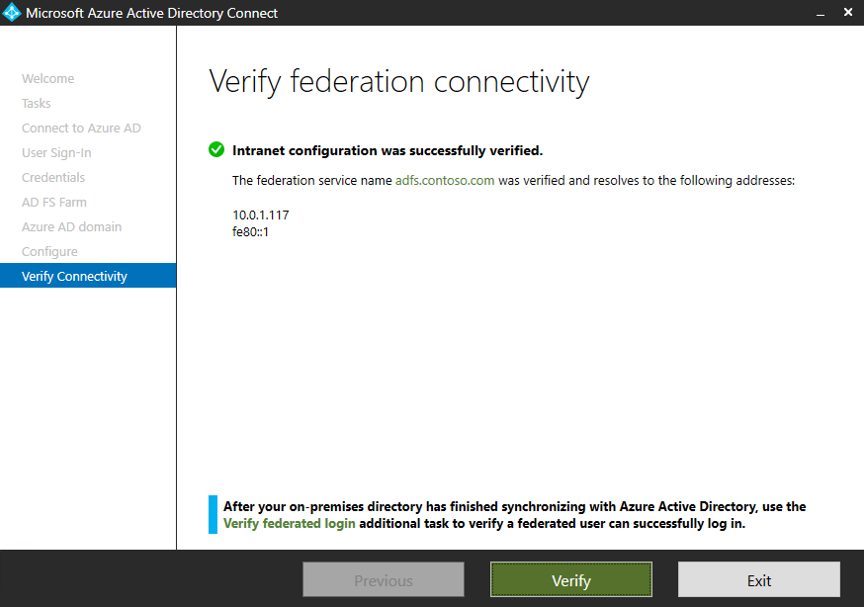 Microsoft Azure Active Directory Connect
Welcome
Tasks
Connect to Azure AD
User Sign-In
Credentials
AD FS Farm
Azure AD domain
Configure
Verify Connectivity
Verify federation connectivity
Intranet configuration was successfully verified.
The federation service name adfs.contoso.com was verified and resolves to the following addresses:
10.0.1.117
fe80::1
After your on-premises directory has finished synchronizing with Azure Active Directory, use the
Verify federated login additional task to verify a federated user can successfully log in.
Previous
Verify
Exit